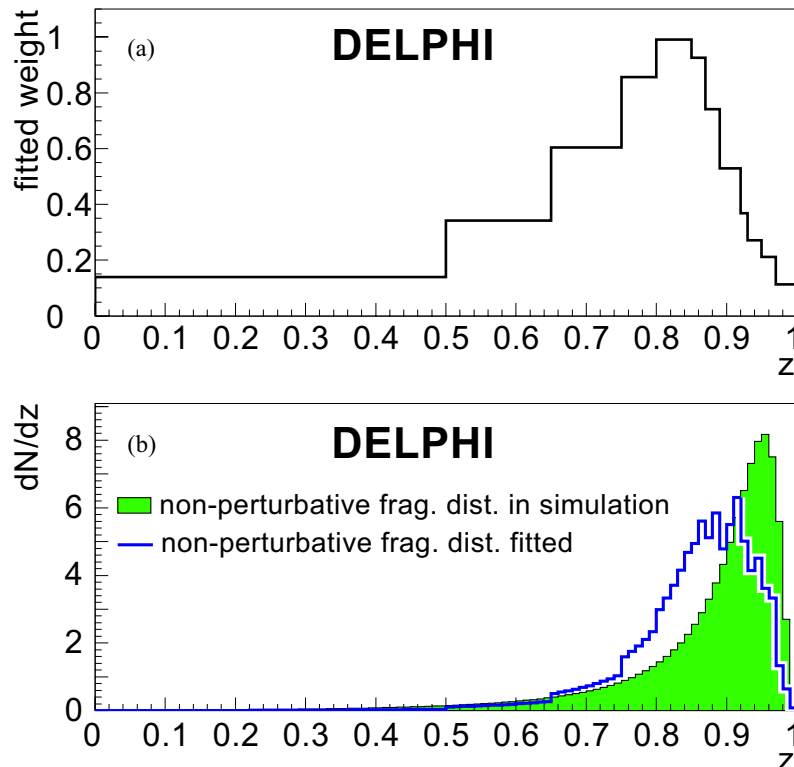 fitted weight
(a)
DELPHI
1
0.8
0.6
0.4
0.2
0
0 0.1 0.2 0.3 0.4 0.5 0.6 0.7 0.8 0.9 1
z
dN/dz
(b)
DELPHI
8
non-perturbative frag. dist. in simulation
6
non-perturbative frag. dist. fitted
4
2
0
0 0.1 0.2 0.3 0.4 0.5 0.6 0.7 0.8 0.9 1
z